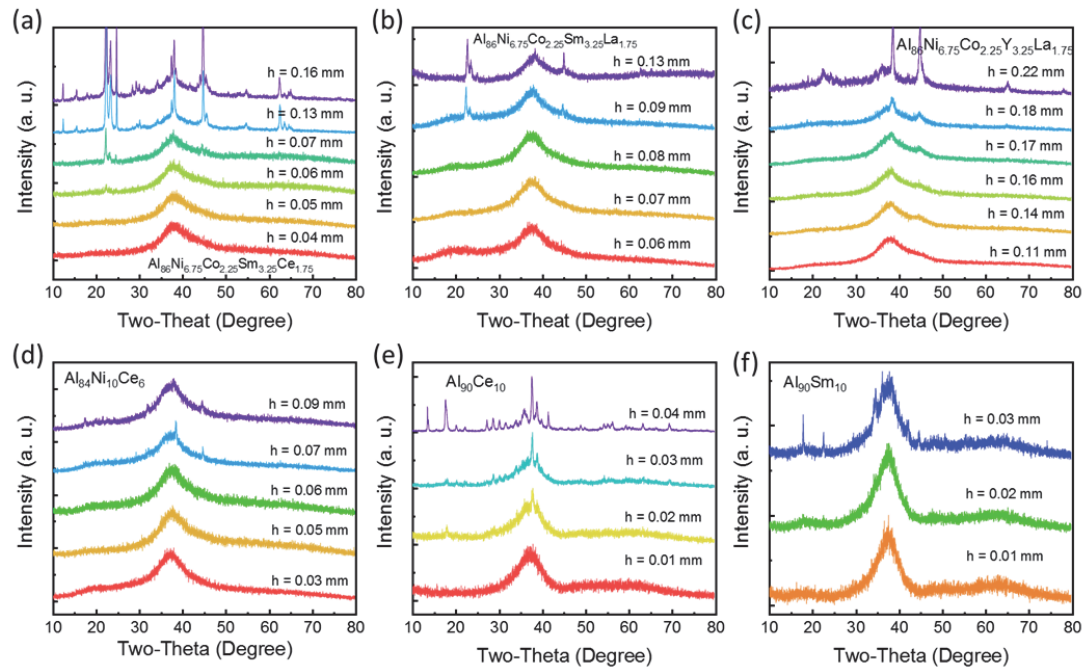 (a)
Intensity (a. u.)
h = 0.16 mm
h = 0.13 mm
h = 0.07 mm
h = 0.06 mm
h = 0.05 mm
h = 0.04 mm
Al86Ni6.75Co2.25Sm3.25Ce1.75
10 20 30 40 50 60 70 80
Two-Theat (Degree)
(b)
Intensity (a. u.)
Al86Ni6.75Co2.25Sm3.25La1.75
h = 0.13 mm
h = 0.09 mm
h = 0.08 mm
h = 0.07 mm
h = 0.06 mm
10 20 30 40 50 60 70 80
Two-Theat (Degree)
(c)
Intensity (a. u.)
Al86Ni6.75Co2.25Y3.25La1.75
h = 0.22 mm
h = 0.18 mm
h = 0.17 mm
h = 0.16 mm
h = 0.14 mm
h = 0.11 mm
10 20 30 40 50 60 70 80
Two-Theta (Degree)
(d)
Intensity (a. u.)
Al84Ni10Ce6
h = 0.09 mm
h = 0.07 mm
h = 0.06 mm
h = 0.05 mm
h = 0.03 mm
10 20 30 40 50 60 70 80
Two-Theta (Degree)
(e)
Intensity (a. u.)
Al90Ce10
h = 0.04 mm
h = 0.03 mm
h = 0.02 mm
h = 0.01 mm
10 20 30 40 50 60 70 80
Two-Theta (Degree)
(f)
Intensity (a. u.)
Al90Sm10
h = 0.03 mm
h = 0.02 mm
h = 0.01 mm
10 20 30 40 50 60 70 80
Two-Theta (Degree)